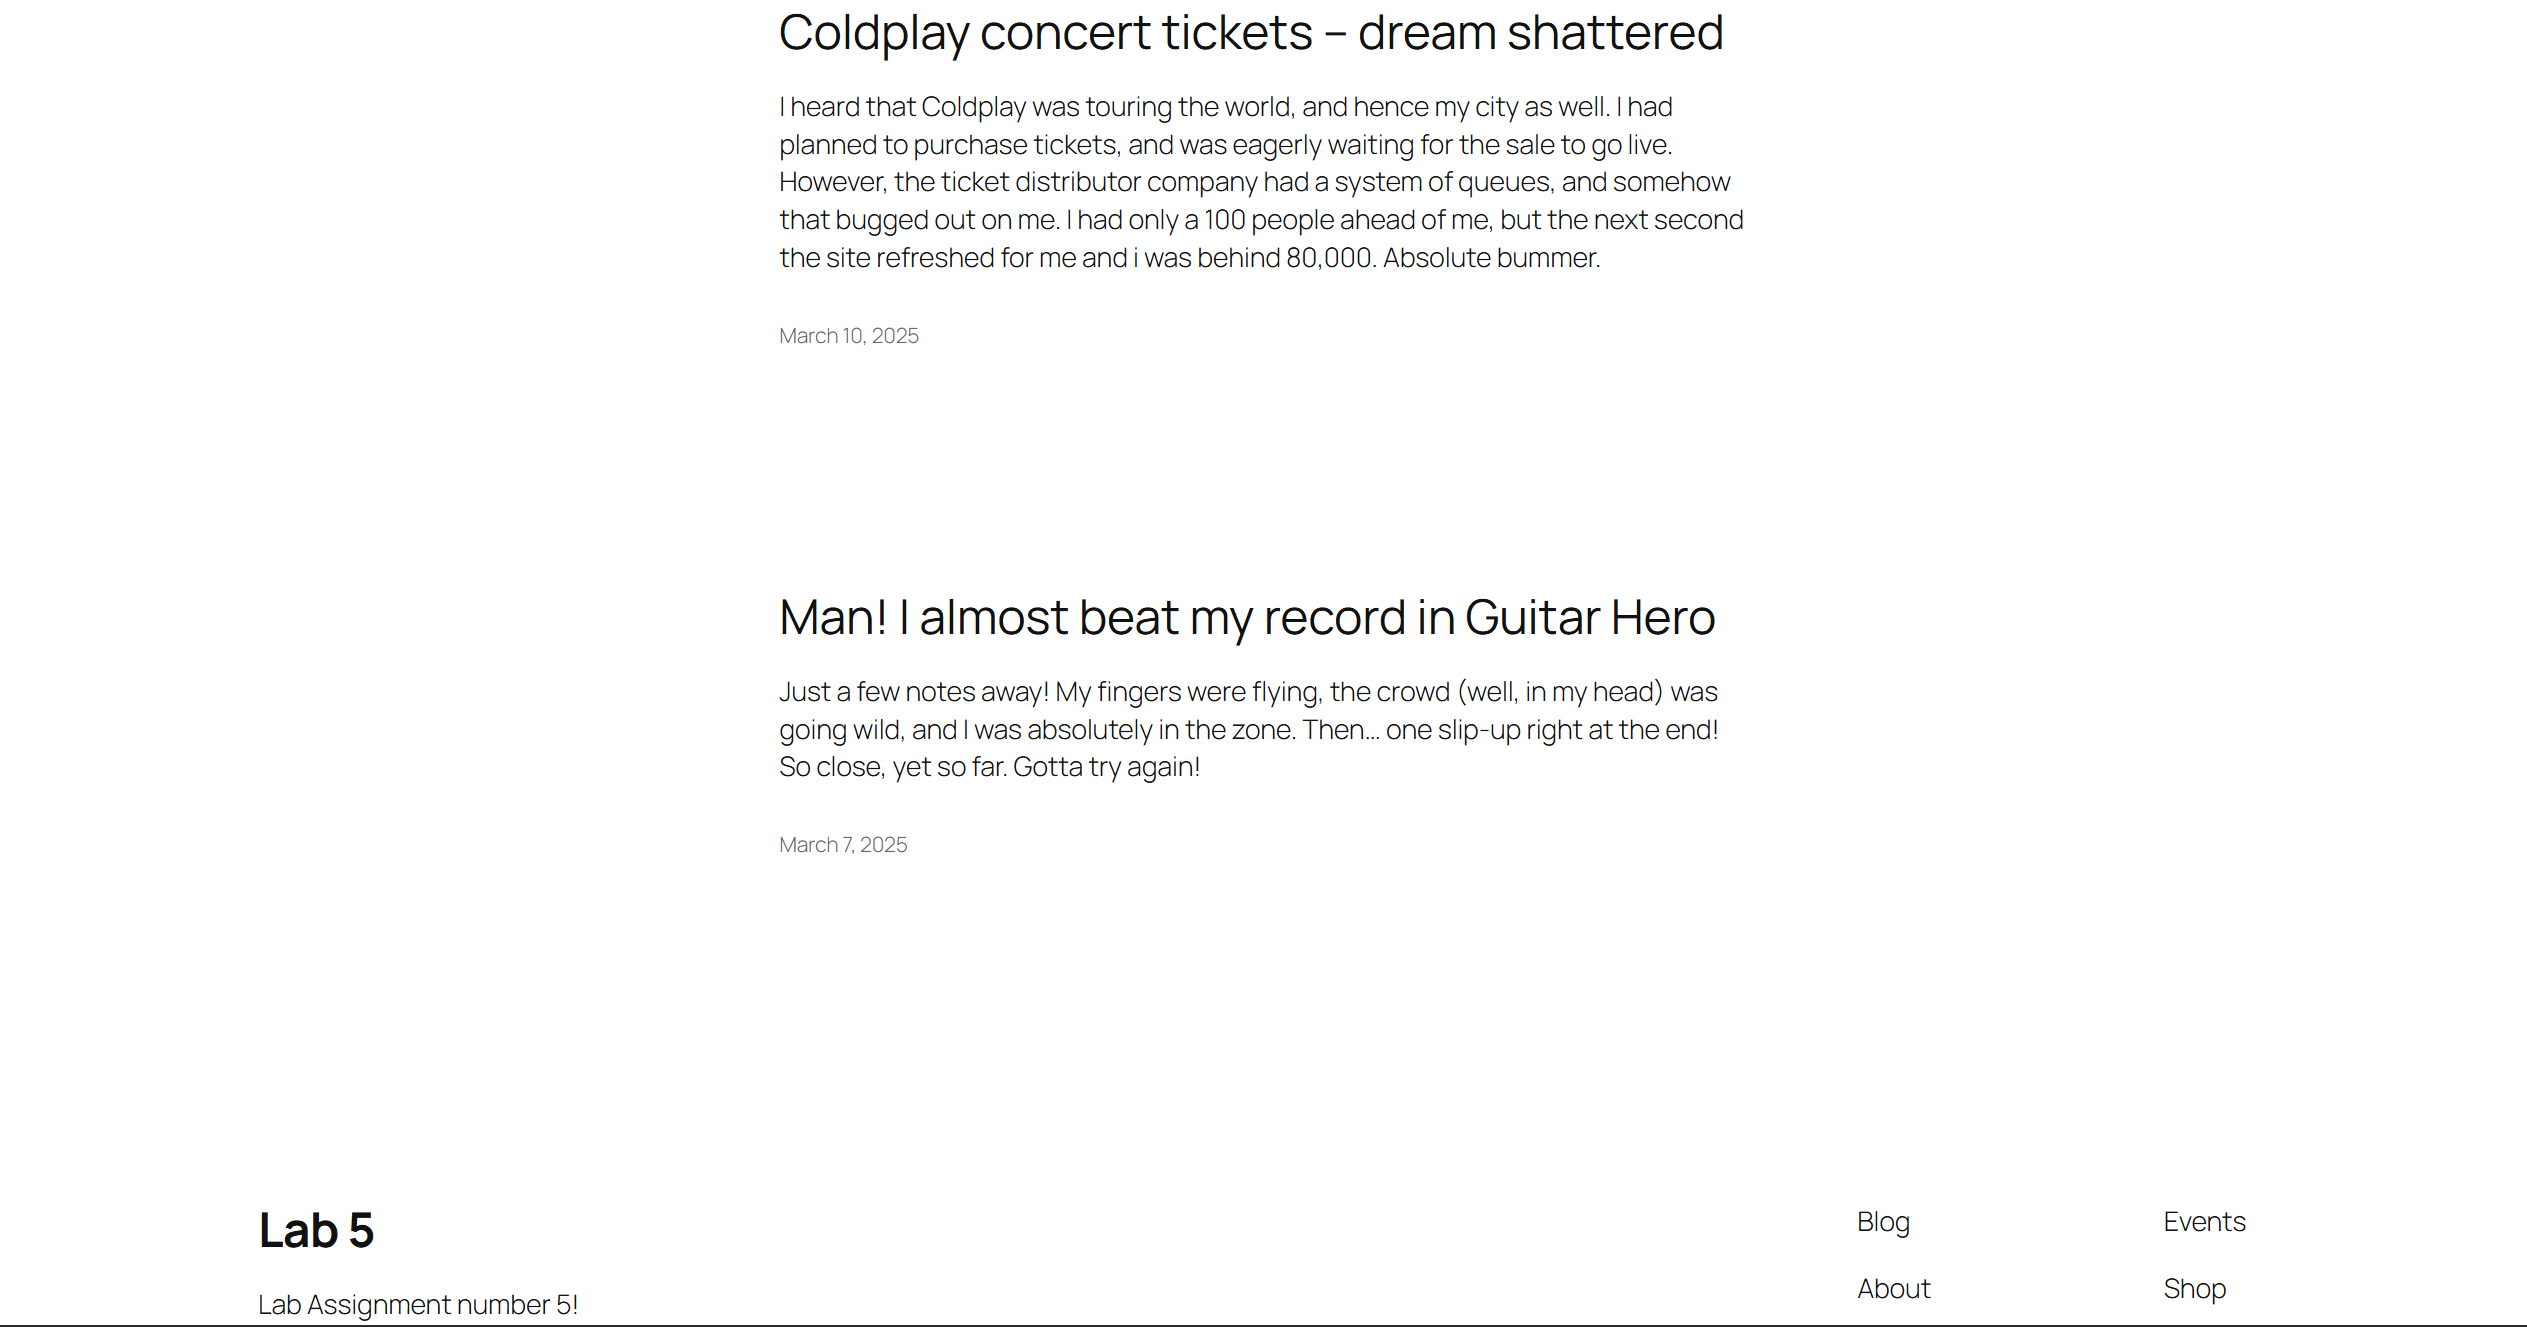 Coldplay concert tickets – dream shattered
I heard that Coldplay was touring the world, and hence my city as well. I had
planned to purchase tickets, and was eagerly waiting for the sale to go live.
However, the ticket distributor company had a system of queues, and somehow
that bugged out on me. I had only a 100 people ahead of me, but the next second
the site refreshed for me and i was behind 80,000. Absolute bummer.
March 10, 2025
Man! I almost beat my record in Guitar Hero
Just a few notes away! My fingers were flying, the crowd (well, in my head) was
going wild, and I was absolutely in the zone. Then… one slip-up right at the end!
So close, yet so far. Gotta try again!
March 7, 2025
Lab 5
Lab Assignment number 5!
Blog
About
Events
Shop